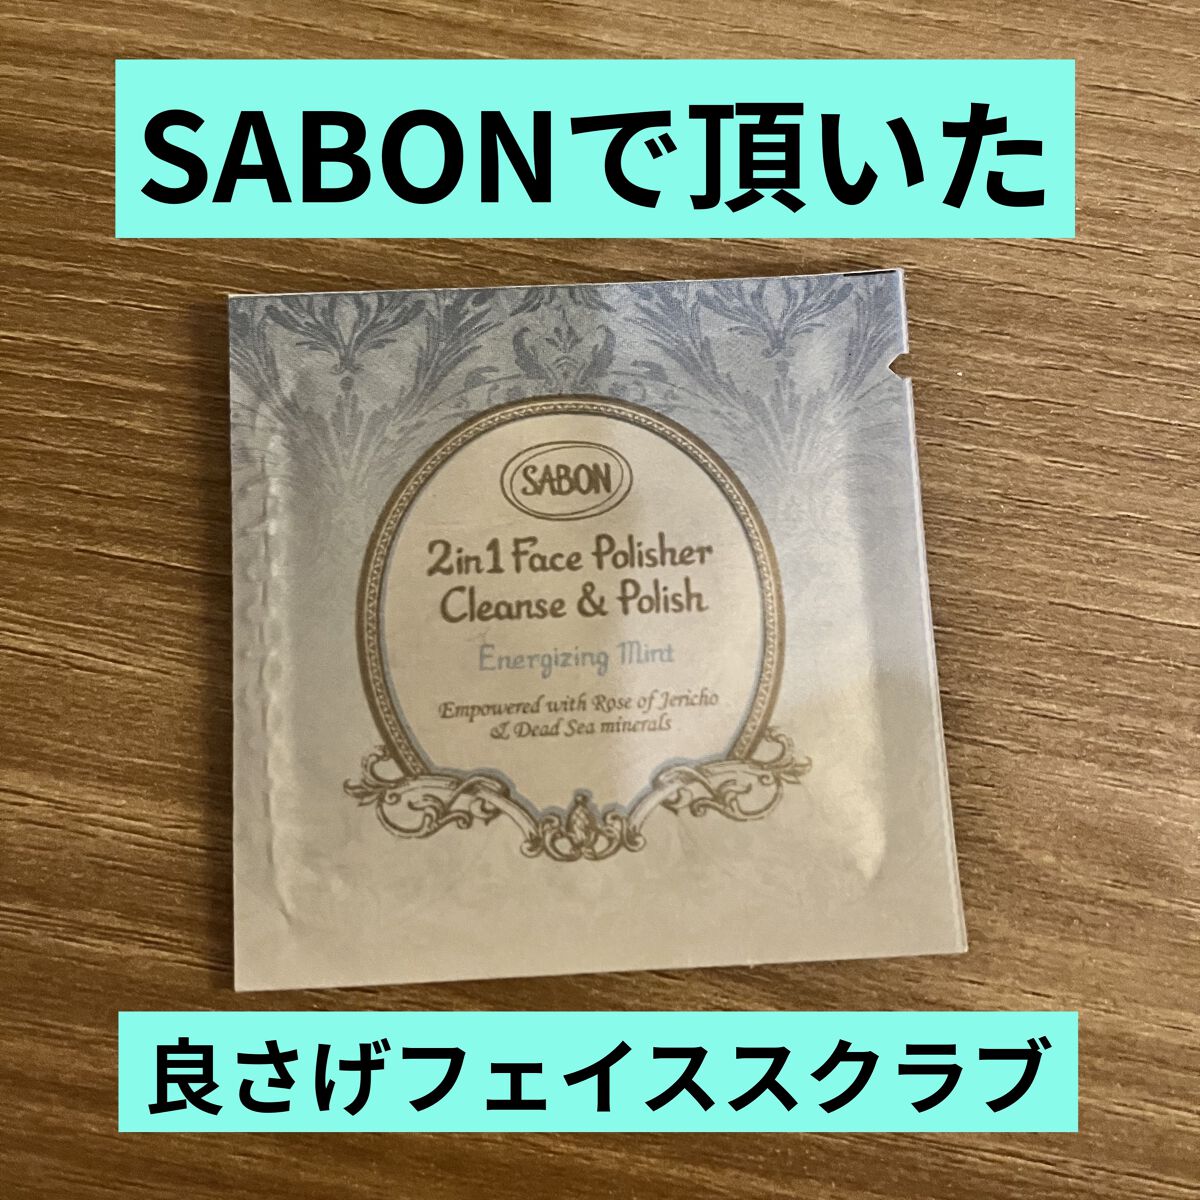 SABONで頂いた
SABON
2in1 Face Polisher
Cleanse & Polish
Energizing Mint
Empowered with Rose of Jericho
& Dead Sea minerals
良さげフェイススクラブ